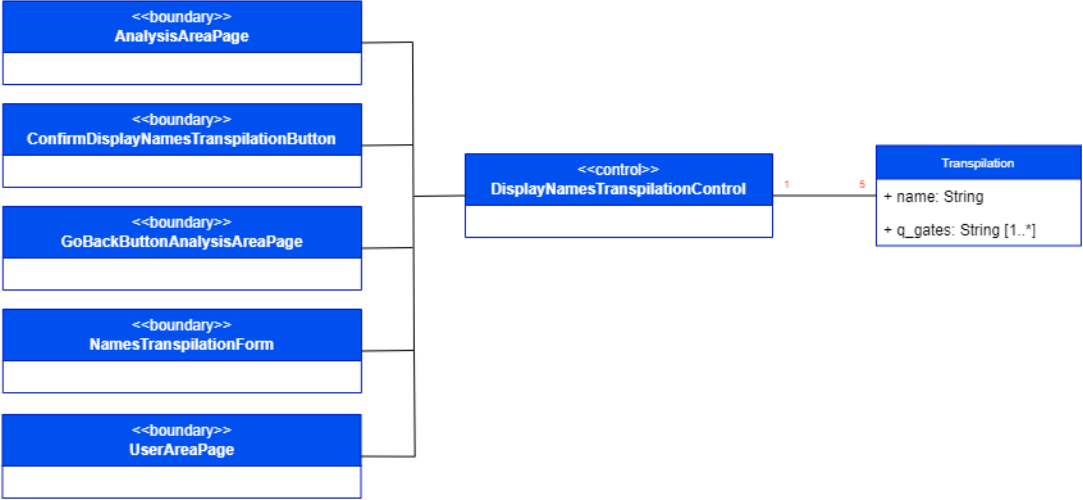 <<boundary>>
AnalysisAreaPage
<<boundary>>
ConfirmDisplayNamesTranspilationButton
<<boundary>>
GoBackButtonAnalysisAreaPage
<<boundary>>
NamesTranspilationForm
<<boundary>>
UserAreaPage
<<control>>
DisplayNamesTranspilationControl
1
5
Transpilation
+ name: String
+ q_gates: String [1..*]